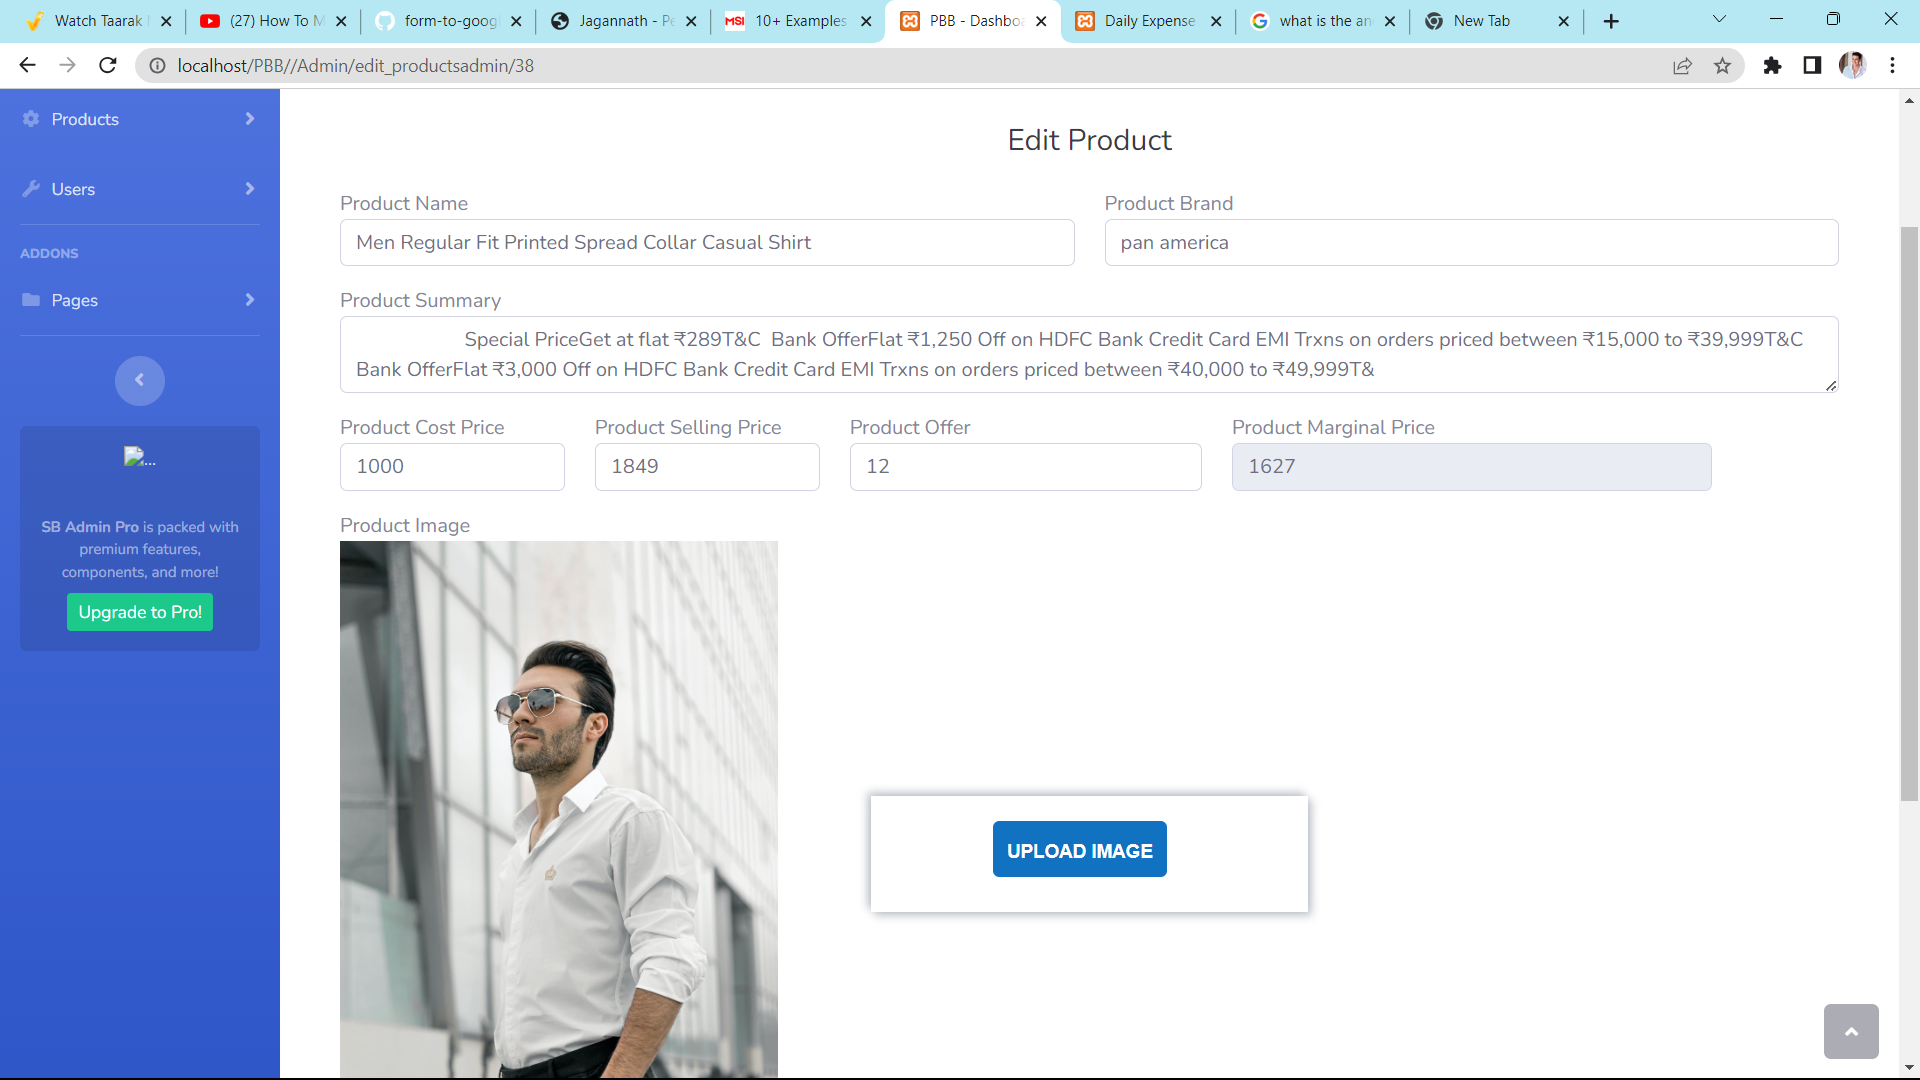 Watch Taarak
(27) How To M
form-to-goog
Jagannath - Pe
MSI 10+ Examples
PBB - Dashboa
Daily Expense
what is the an
New Tab
localhost/PBB//Admin/edit_productsadmin/38
Products
Users
ADDONS
Pages
...
SB Admin Pro is packed with
premium features,
components, and more!
Upgrade to Pro!
Edit Product
Product Name
Product Brand
Men Regular Fit Printed Spread Collar Casual Shirt
pan america
Product Summary
Special PriceGet at flat ₹289T&C Bank OfferFlat ₹1,250 Off on HDFC Bank Credit Card EMI Trxns on orders priced between ₹15,000 to ₹39,999T&C
Bank OfferFlat ₹3,000 Off on HDFC Bank Credit Card EMI Trxns on orders priced between ₹40,000 to ₹49,999T&
Product Cost Price
Product Selling Price
Product Offer
Product Marginal Price
1000
1849
12
1627
Product Image
UPLOAD IMAGE